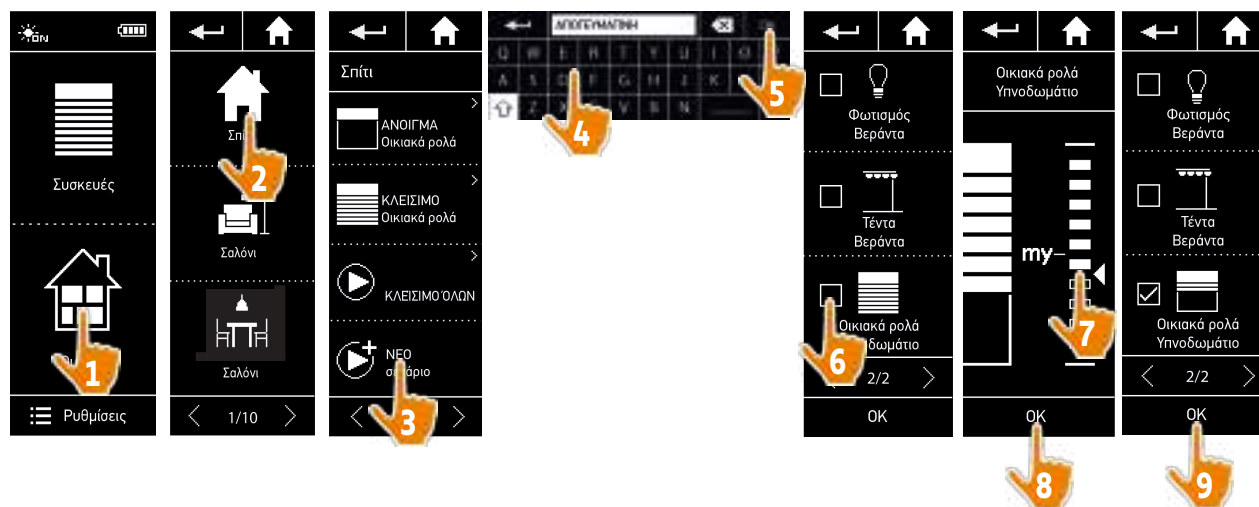 ON
Συσκευές
1
Ρυθμίσεις
2
Σαλόνι
Σαλόνι
1/10
Σπίτι
ΑΝΟΙΓΜΑ
Οικιακά ρολά
ΚΛΕΙΣΙΜΟ
Οικιακά ρολά
ΚΛΕΙΣΙΜΟ ΌΛΩΝ
ΝΕΟ
3
ΑΠΟΓΕΥΜΑΤΙΝΗ
Q W E R T Y U I O
A S D F G H J K
Z X V B N
4
5
Φωτισμός
Βεράντα
Τέντα
Βεράντα
Οικιακά ρολά
6
2/2
OK
Οικιακά ρολά
Υπνοδωμάτιο
my
7
OK
8
Φωτισμός
Βεράντα
Τέντα
Βεράντα
Οικιακά ρολά
Υπνοδωμάτιο
2/2
OK
9